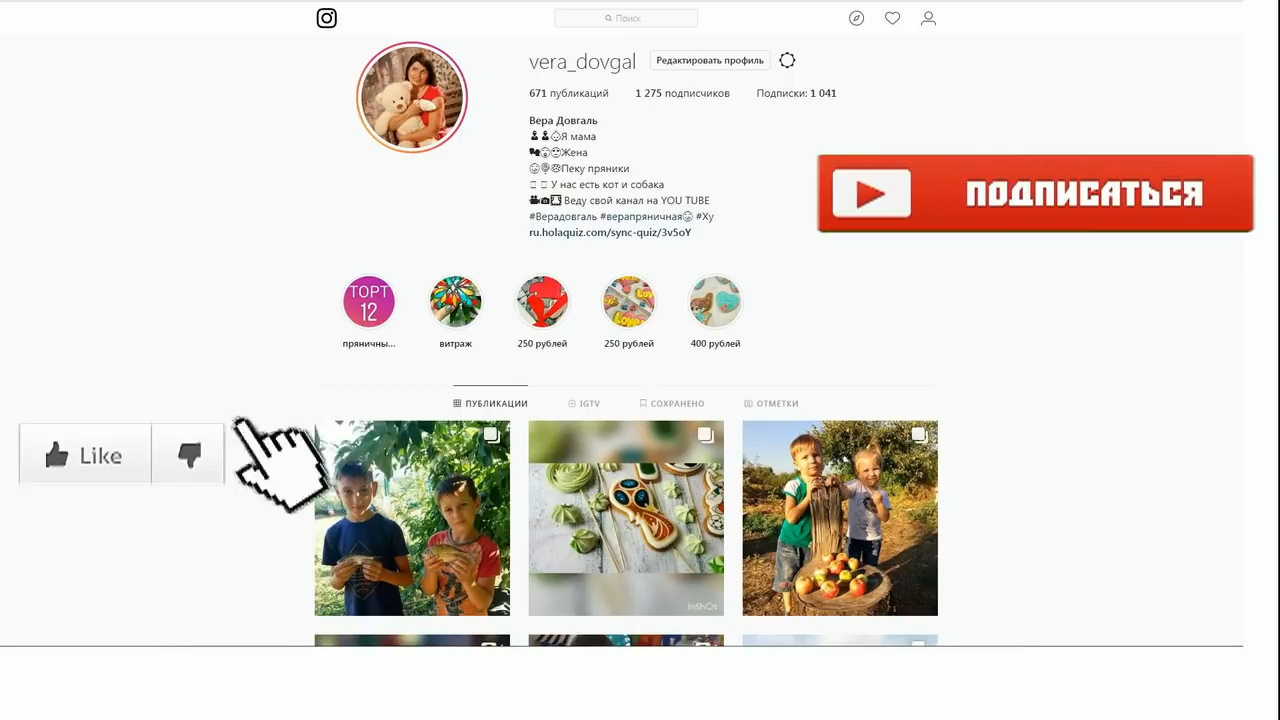 Поиск
vera_dovgal Редактировать профиль
671 публикаций 1 275 подписчиков Подписки: 1 041
Вера Довгаль
Я мама
Жена
Пеку пряники
У нас есть кот и собака
Веду свой канал на YOU TUBE
#Верадовгаль #верапряничная #Ху
ru.holaquiz.com/sync-quiz/3v5oY
ПОДПИСАТЬСЯ
ТОРТ
12
пряничны... витраж 250 рублей 250 рублей 400 рублей
ПУБЛИКАЦИИ IGTV СОХРАНЕНО ОТМЕТКИ
Like
InShOt